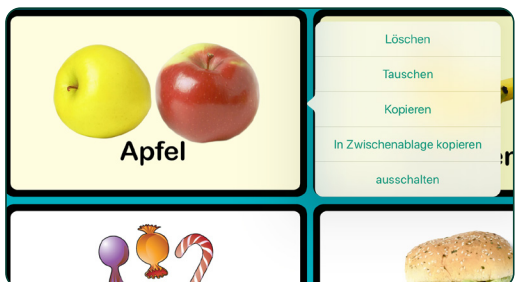 Apfel
Löschen
Tauschen
Kopieren
In Zwischenablage kopieren
ausschalten